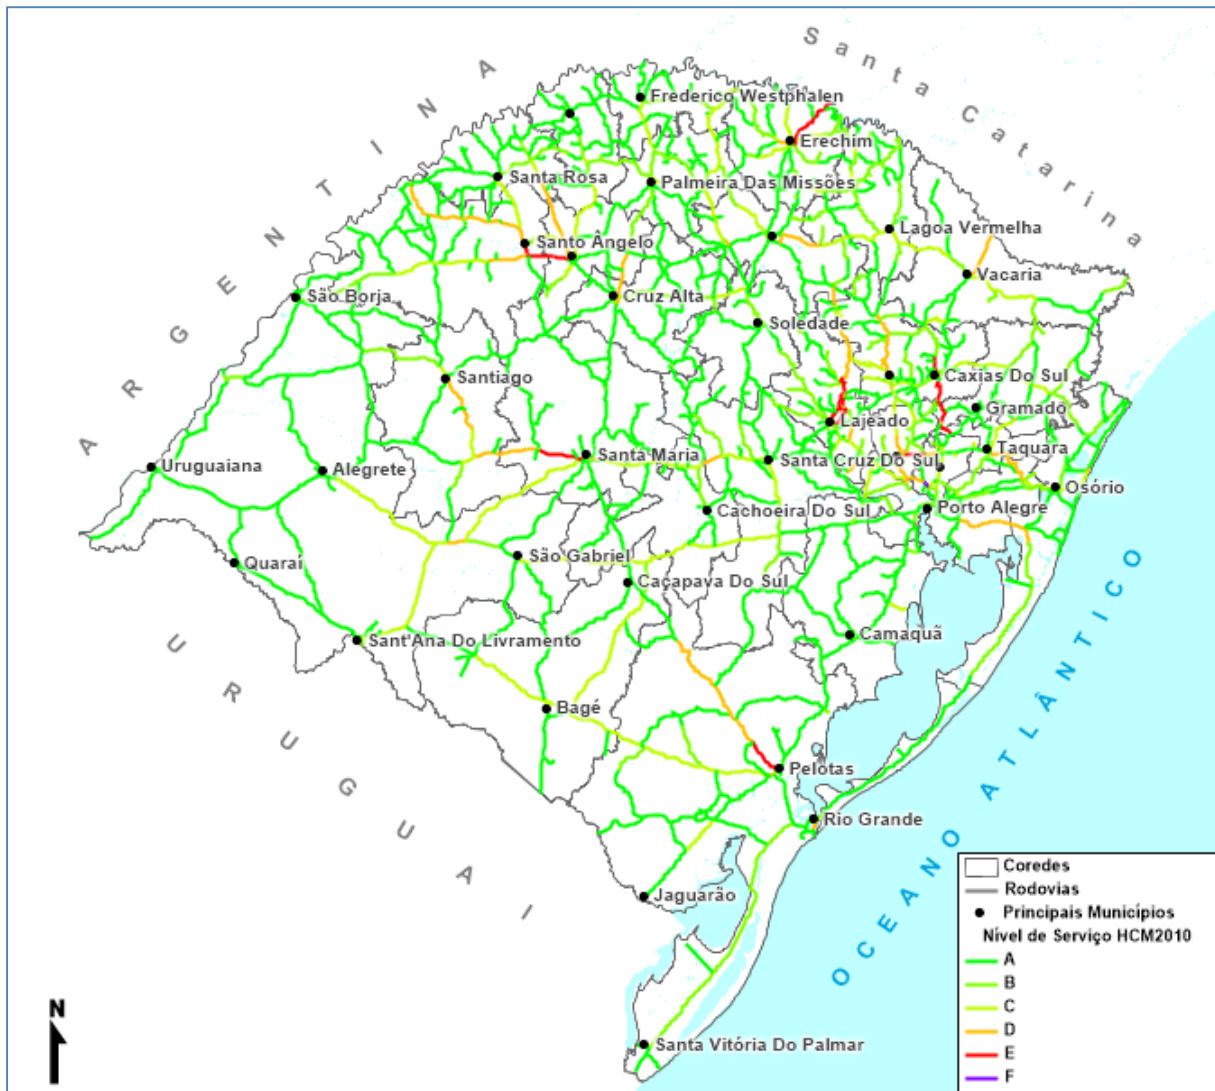 Santa Catarina
ARGENTINA
Frederico Westphalen
Erechim
Santa Rosa
Palmeira Das Missões
Lagoa Vermelha
Santo Ângelo
Vacaria
São Borja
Cruz Alta
Soledade
Santiago
Caxias Do Sul
Gramado
Lajeado
Taquara
Uruguaiana
Alegrete
Santa Maria
Santa Cruz Do Sul
Osório
Cachoeira Do Sul
Porto Alegre
Quaraí
São Gabriel
Caçapava Do Sul
Camaquã
Sant'Ana Do Livramento
Bagé
Pelotas
Rio Grande
Jaguarão
Santa Vitória Do Palmar
URUGUAI
OCEANO ATLÂNTICO
N
Coredes
Rodovias
Principais Municípios
Nível de Serviço HCM2010
A
B
C
D
E
F